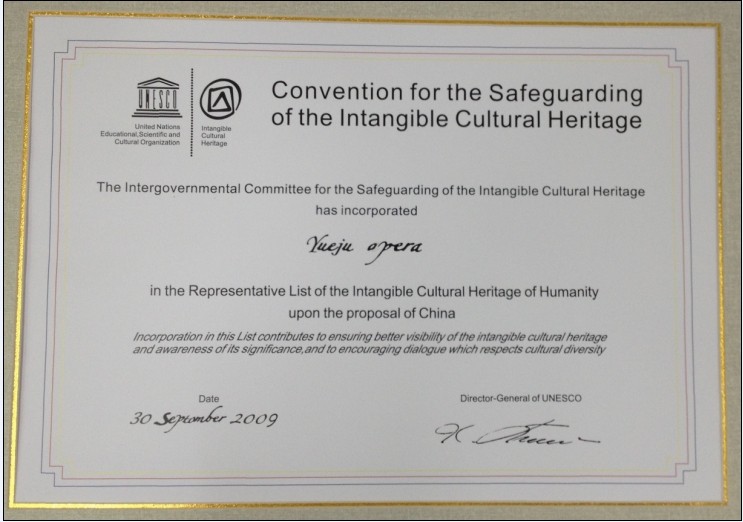 UNESCO
United Nations
Educational, Scientific and
Cultural Organization
Intangible
Cultural
Heritage
Convention for the Safeguarding
of the Intangible Cultural Heritage
The Intergovernmental Committee for the Safeguarding of the Intangible Cultural Heritage
has incorporated
Yueju opera
in the Representative List of the Intangible Cultural Heritage of Humanity
upon the proposal of China
Incorporation in this List contributes to ensuring better visibility of the intangible cultural heritage
and awareness of its significance, and to encouraging dialogue which respects cultural diversity
Date
30 September 2009
Director-General of UNESCO